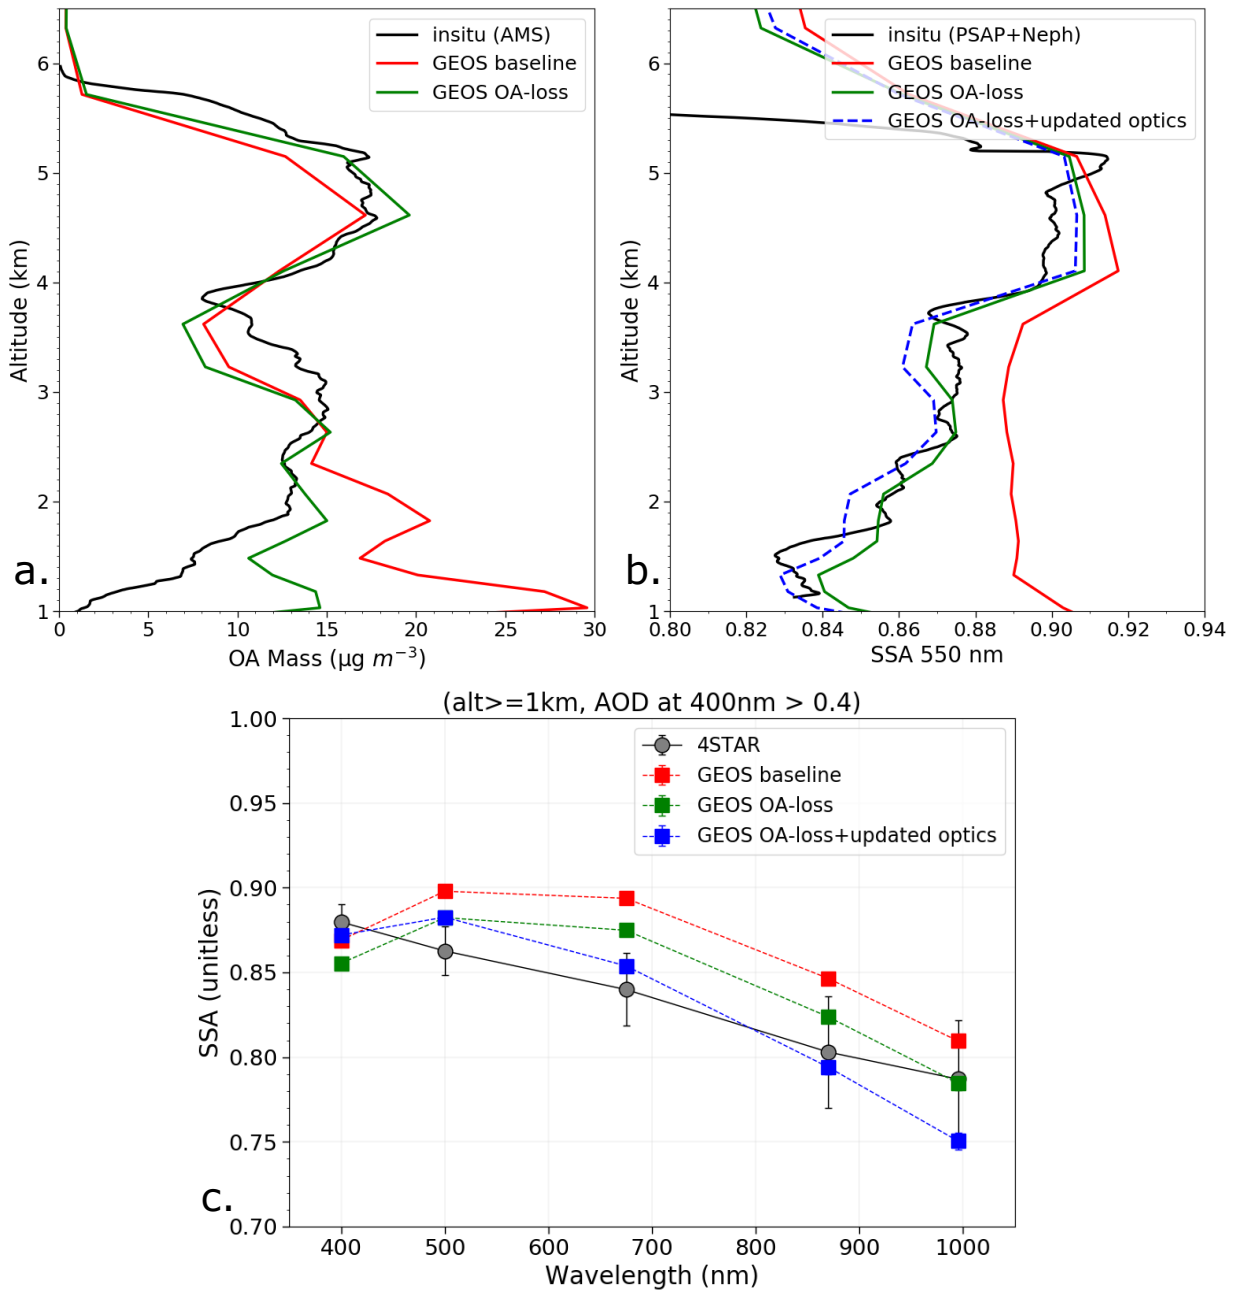 insitu (AMS)
GEOS baseline
GEOS OA-loss
6
5
4
3
2
1
Altitude (km)
0 5 10 15 20 25 30
OA Mass (μg m⁻³)
a.
insitu (PSAP+Neph)
GEOS baseline
GEOS OA-loss
GEOS OA-loss+updated optics
6
5
4
3
2
1
Altitude (km)
0.80 0.82 0.84 0.86 0.88 0.90 0.92 0.94
SSA 550 nm
b.
(alt>=1km, AOD at 400nm > 0.4)
4STAR
GEOS baseline
GEOS OA-loss
GEOS OA-loss+updated optics
1.00
0.95
0.90
0.85
0.80
0.75
0.70
SSA (unitless)
400 500 600 700 800 900 1000
Wavelength (nm)
c.